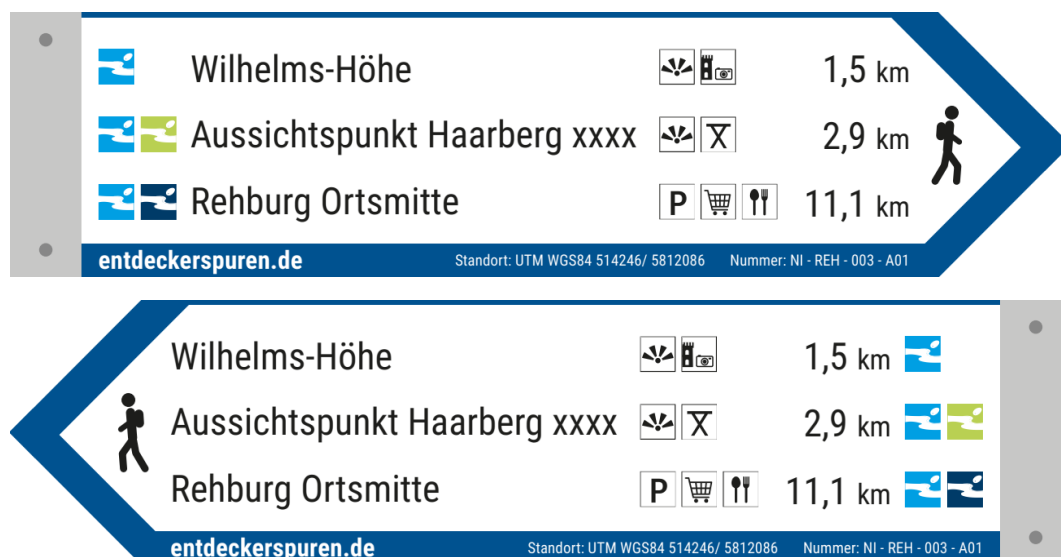 Wilhelms-Höhe 1,5 km
Aussichtspunkt Haarberg xxxx 2,9 km
Rehburg Ortsmitte P 11,1 km
entdeckerspuren.de Standort: UTM WGS84 514246/ 5812086 Nummer: NI - REH - 003 - A01
Wilhelms-Höhe 1,5 km
Aussichtspunkt Haarberg xxxx 2,9 km
Rehburg Ortsmitte P 11,1 km
entdeckerspuren.de Standort: UTM WGS84 514246/ 5812086 Nummer: NI - REH - 003 - A01